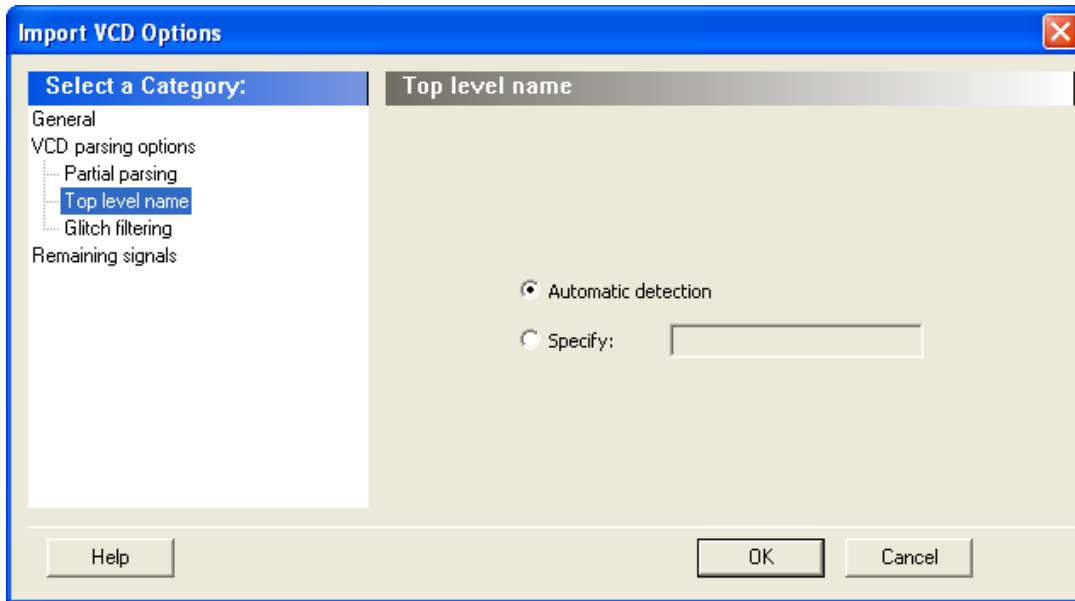 Import VCD Options
Select a Category:
General
VCD parsing options
Partial parsing
Top level name
Glitch filtering
Remaining signals
Top level name
Automatic detection
Specify:
Help
OK
Cancel